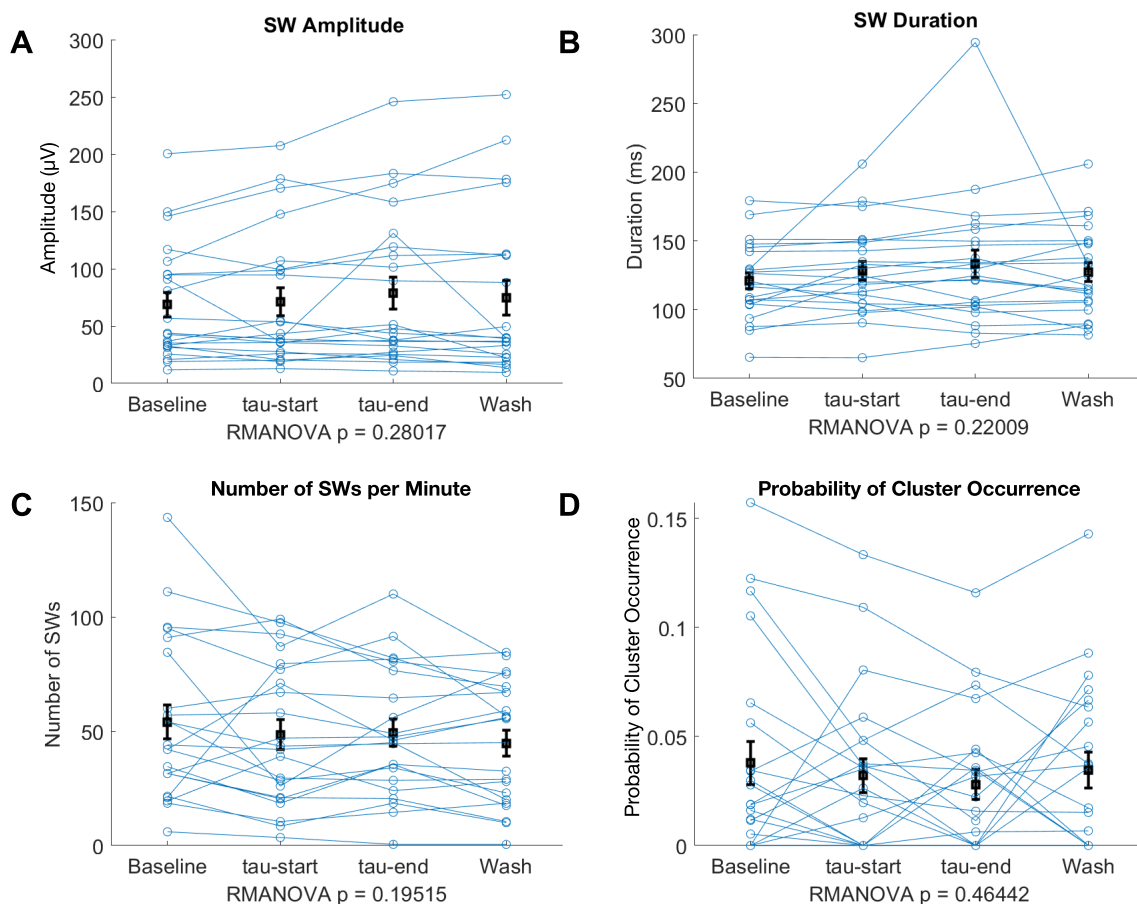 A
SW Amplitude
300
250
200
150
100
50
0
Amplitude (µV)
Baseline tau-start tau-end Wash
RMANOVA p = 0.28017
B
SW Duration
300
250
200
150
100
50
Duration (ms)
Baseline tau-start tau-end Wash
RMANOVA p = 0.22009
C
Number of SWs per Minute
150
100
50
0
Number of SWs
Baseline tau-start tau-end Wash
RMANOVA p = 0.19515
D
Probability of Cluster Occurrence
0.15
0.1
0.05
0
Probability of Cluster Occurrence
Baseline tau-start tau-end Wash
RMANOVA p = 0.46442